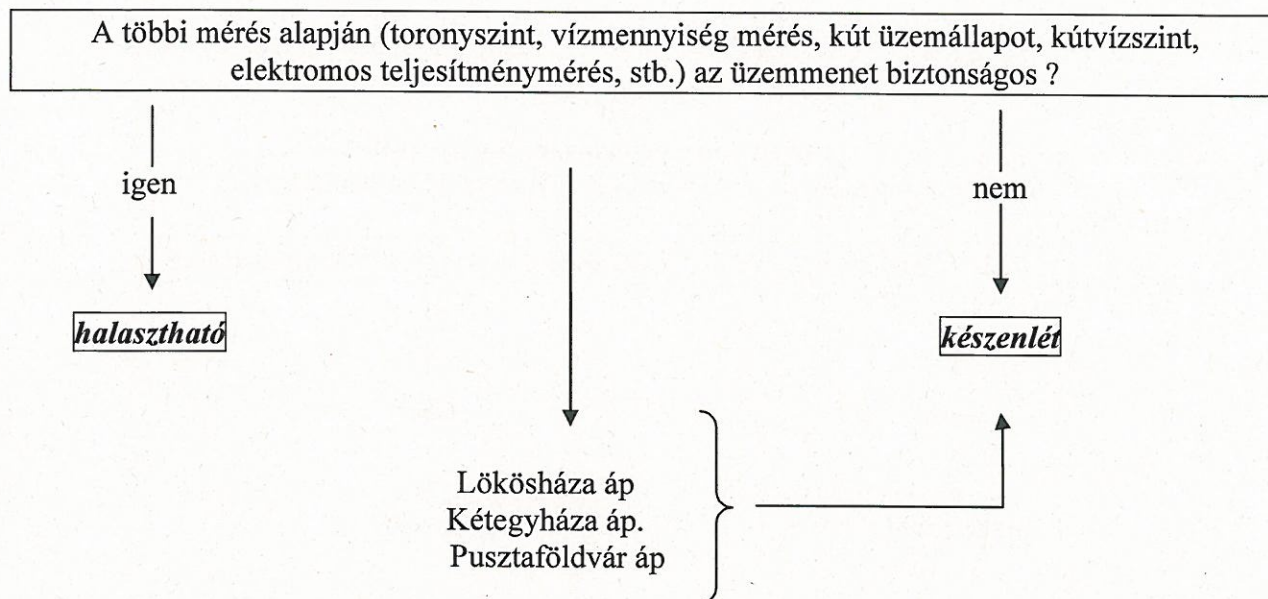 A többi mérés alapján (toronyszint, vízmennyiség mérés, kút üzemállapot, kútvízszint,
elektromos teljesítménymérés, stb.) az üzemmenet biztonságos ?
igen
nem
halasztható
készenlét
Lökösháza áp
Kétegyháza áp.
Pusztaföldvár áp